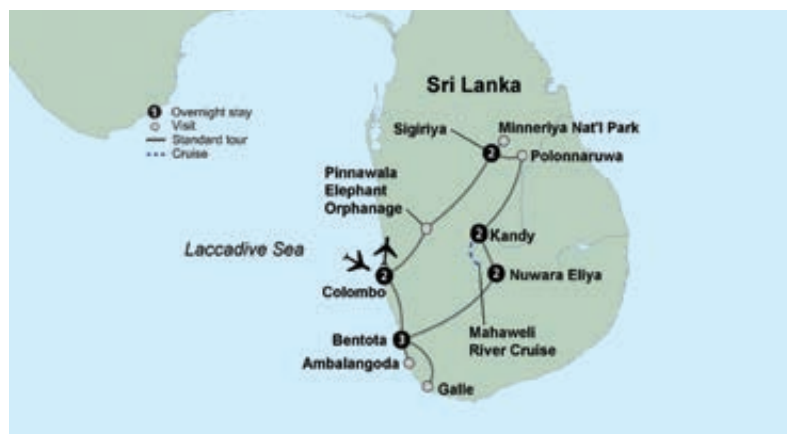 Sri Lanka
1 Overnight stay
Visit
Standard tour
Cruise
Sigiriya
Minneriya Nat'l Park
2
Polonnaruwa
Pinnawala
Elephant
Orphanage
2 Kandy
Laccadive Sea
2
Colombo
2 Nuwara Eliya
Bentota 3
Mahaweli
River Cruise
Ambalangoda
Galle